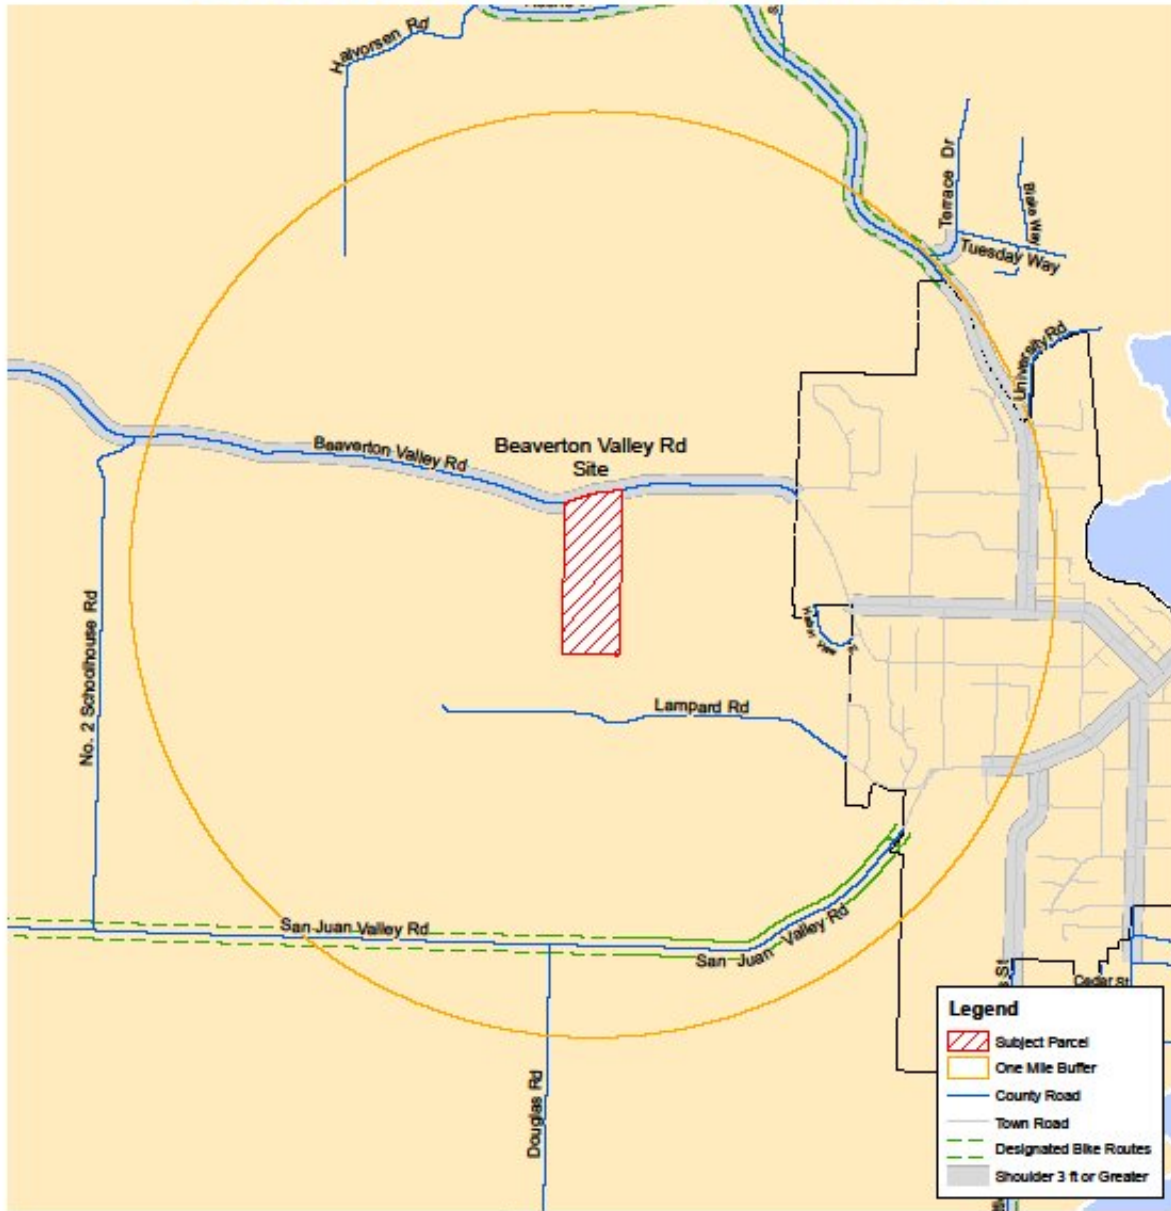 Halvorsen Rd
Terrace Dr
Blake Way
Tuesday Way
University Rd
Beaverton Valley Rd
Beaverton Valley Rd
Site
No. 2 Schoolhouse Rd
Lampard Rd
San Juan Valley Rd
San Juan Valley Rd
Douglas Rd
Cedar St
Legend
Subject Parcel
One Mile Buffer
County Road
Town Road
Designated Bike Routes
Shoulder 3 ft or Greater